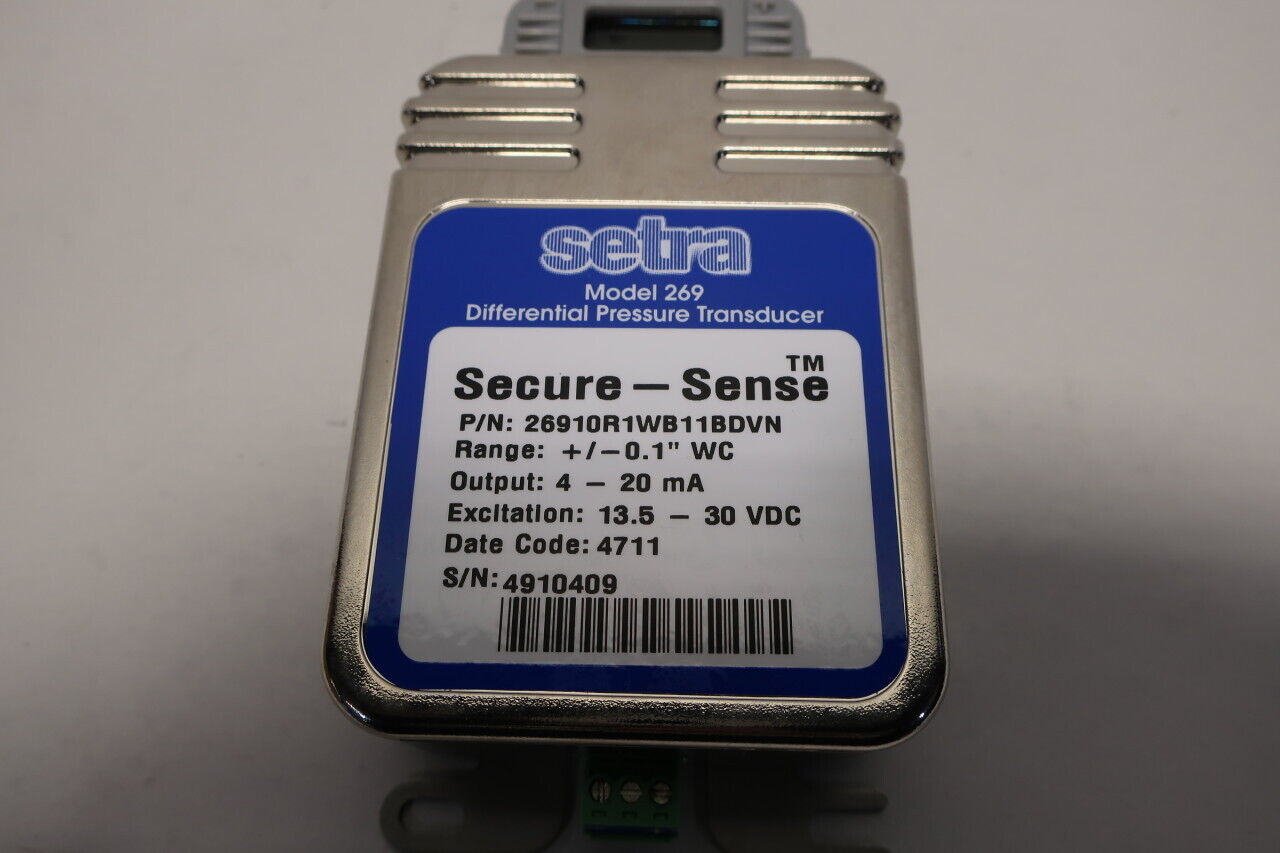 setra
Model 269
Differential Pressure Transducer
Secure – Sense™
P/N: 26910R1WB11BDVN
Range: +/–0.1" WC
Output: 4 – 20 mA
Excitation: 13.5 – 30 VDC
Date Code: 4711
S/N: 4910409